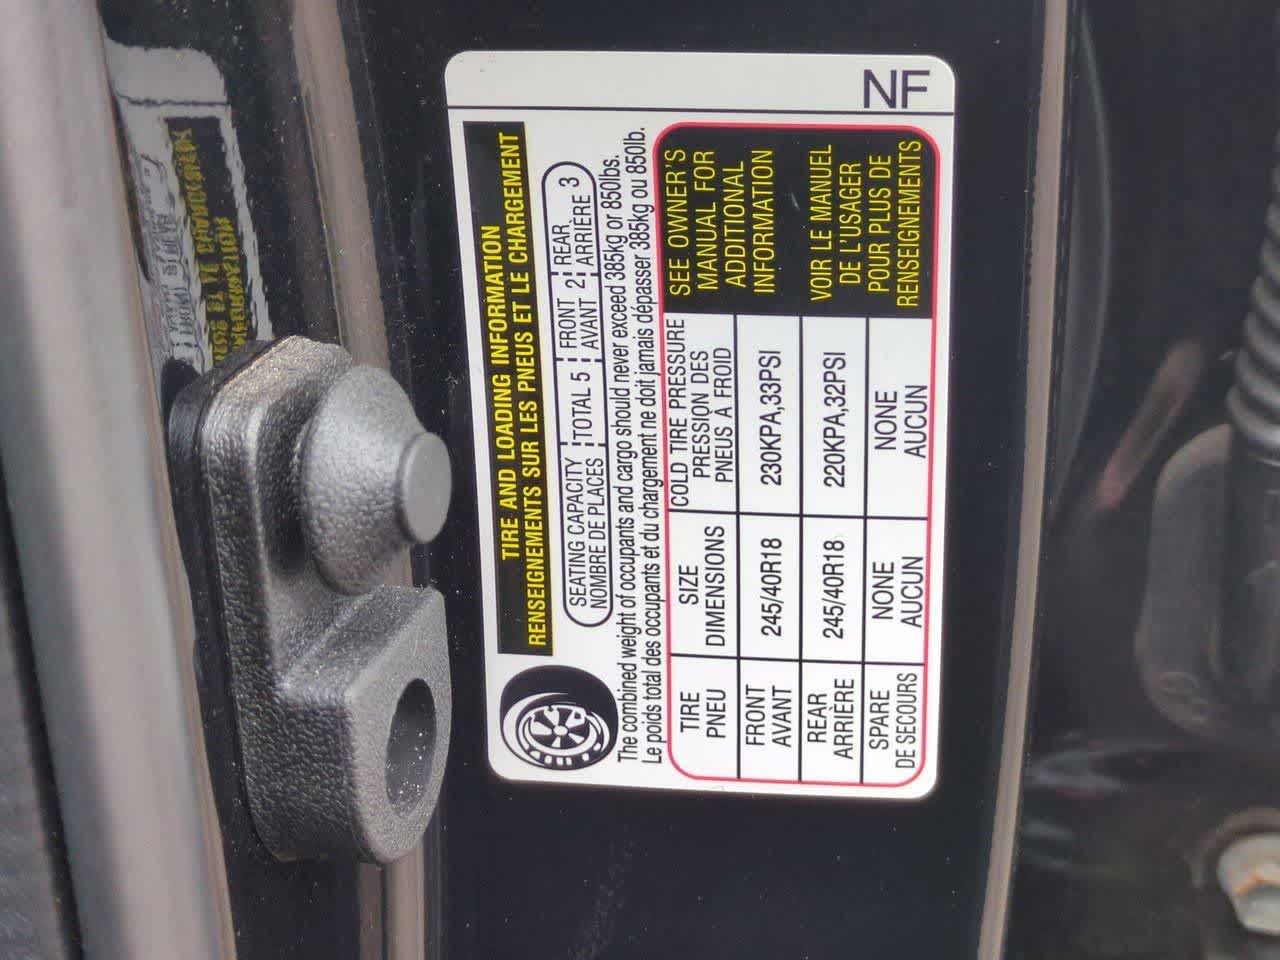 NF
TIRE AND LOADING INFORMATION
RENSEIGNEMENTS SUR LES PNEUS ET LE CHARGEMENT
SEATING CAPACITY TOTAL 5 FRONT 2 REAR 3
NOMBRE DE PLACES AVANT ARRIÈRE
The combined weight of occupants and cargo should never exceed 385kg or 850lbs.
Le poids total des occupants et du chargement ne doit jamais dépasser 385kg ou 850lb.
TIRE SIZE COLD TIRE PRESSURE
PNEU DIMENSIONS PRESSION DES
PNEUS À FROID
FRONT 245/40R18 230KPA,33PSI
AVANT
REAR 245/40R18 220KPA,32PSI
ARRIÈRE
SPARE NONE NONE
DE SECOURS AUCUN AUCUN
SEE OWNER'S
MANUAL FOR
ADDITIONAL
INFORMATION
VOIR LE MANUEL
DE L'USAGER
POUR PLUS DE
RENSEIGNEMENTS